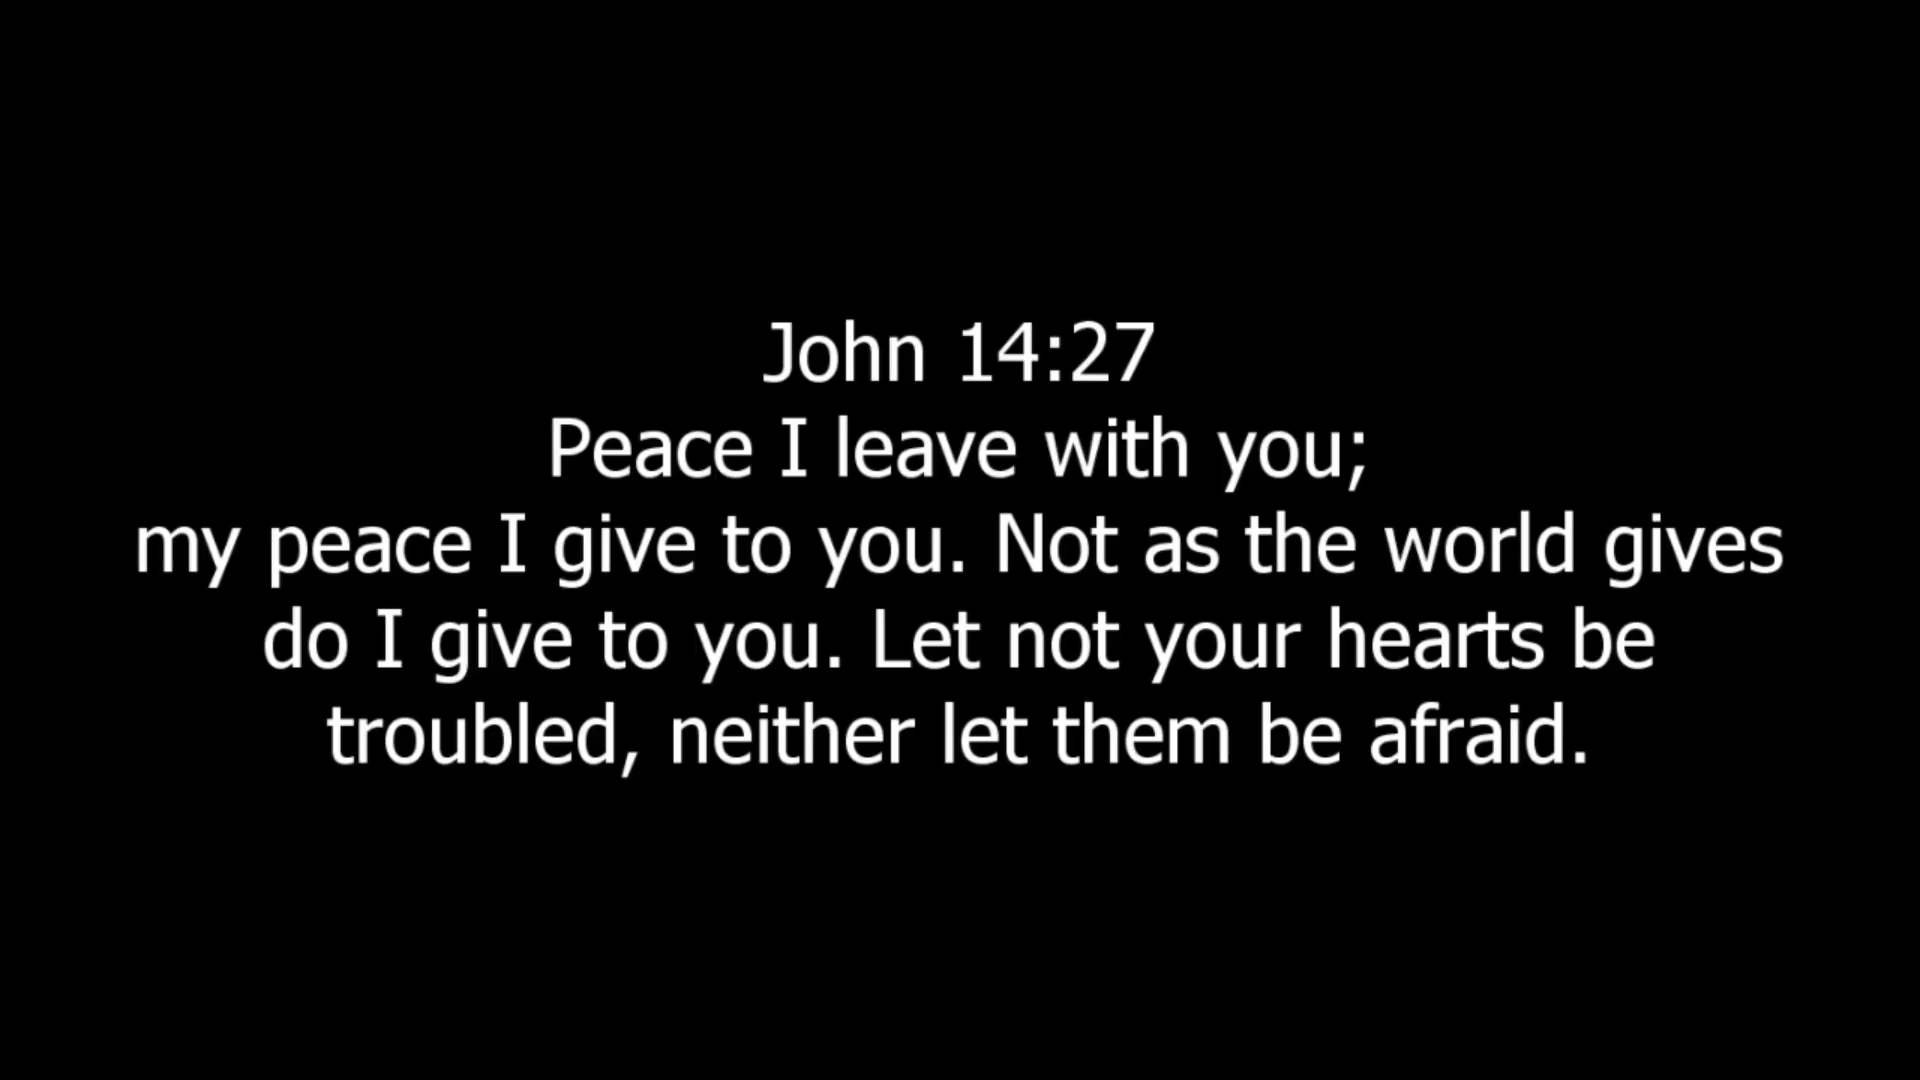 John 14:27
Peace I leave with you;
my peace I give to you. Not as the world gives
do I give to you. Let not your hearts be
troubled, neither let them be afraid.